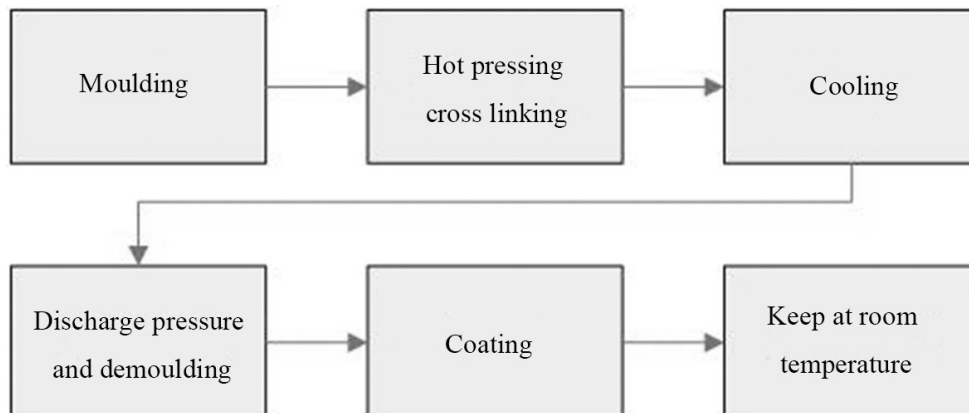 Moulding
Hot pressing
cross linking
Cooling
Discharge pressure
and demoulding
Coating
Keep at room
temperature